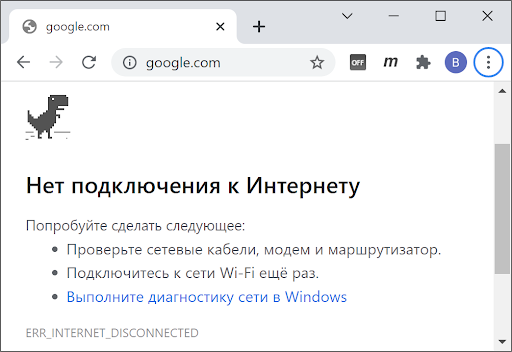 google.com
google.com
OFF
m
B
Нет подключения к Интернету
Попробуйте сделать следующее:
Проверьте сетевые кабели, модем и маршрутизатор.
Подключитесь к сети Wi-Fi ещё раз.
Выполните диагностику сети в Windows
ERR_INTERNET_DISCONNECTED